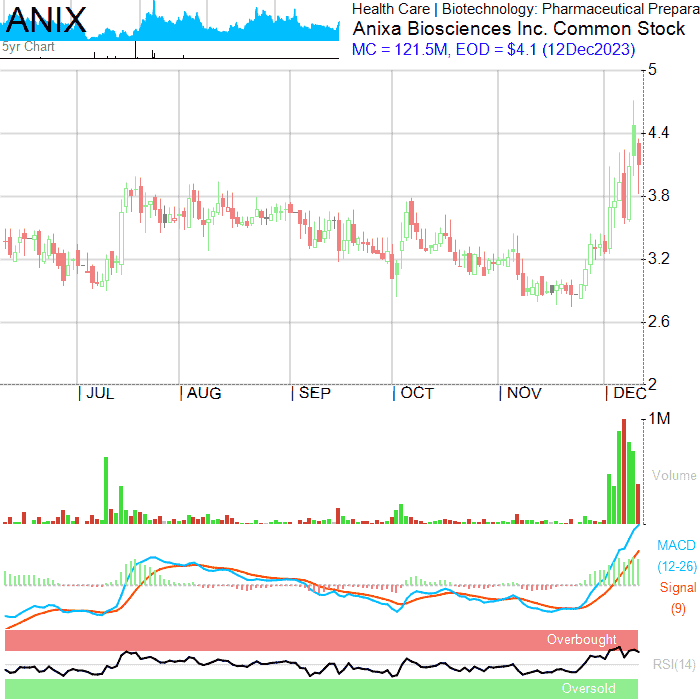 ANIX
Health Care | Biotechnology: Pharmaceutical Prepara
Anixa Biosciences Inc. Common Stock
5yr Chart
MC = 121.5M, EOD = $4.1 (12Dec2023)
5
4.4
3.8
3.2
2.6
2
| JUL | AUG | SEP | OCT | NOV | DEC
1M
Volume
MACD
(12-26)
Signal
(9)
Overbought
RSI(14)
Oversold